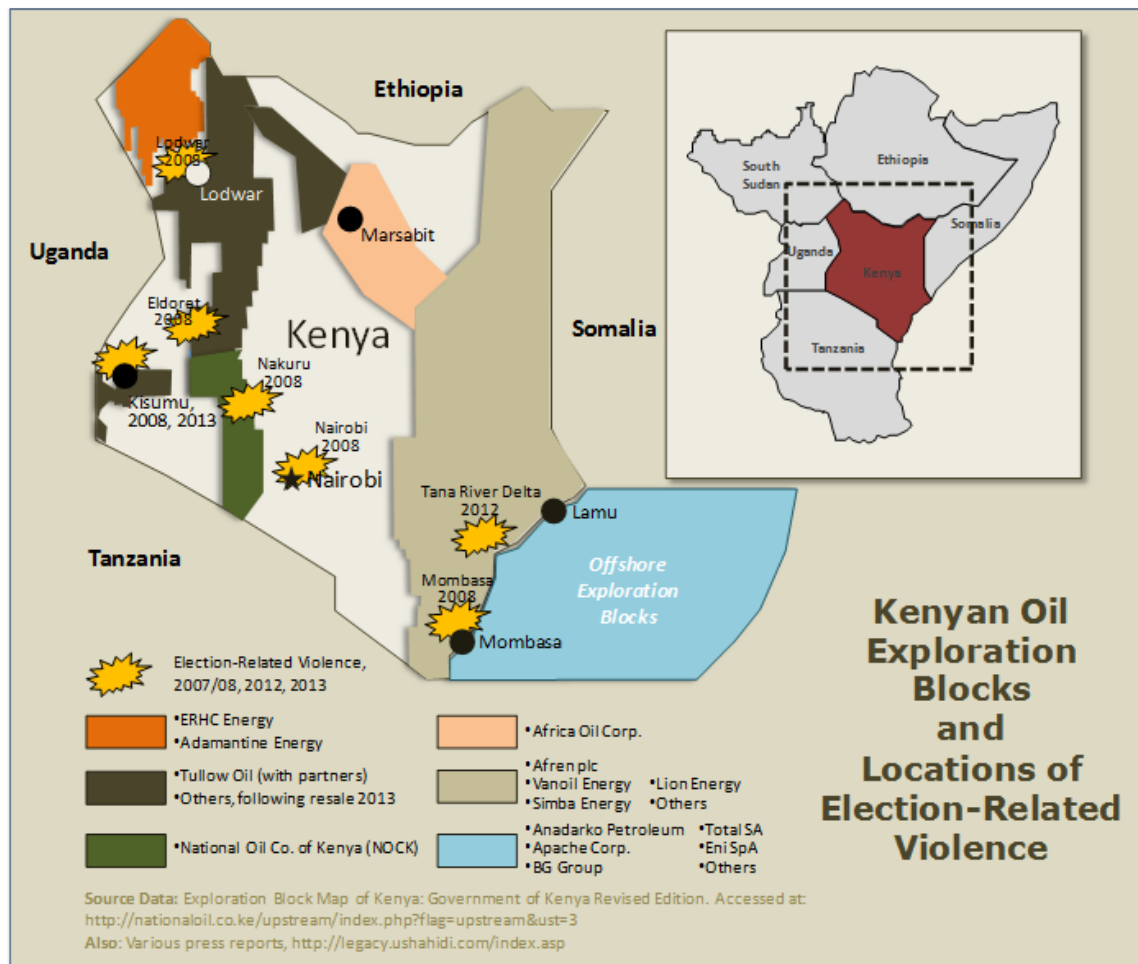 Ethiopia
Lodwar
2008
Lodwar
Marsabit
Uganda
Eldoret
2008
Kenya
Somalia
Nakuru
2008
Kisumu,
2008, 2013
Nairobi
2008
Nairobi
Tana River Delta
2012
Lamu
Tanzania
Offshore
Exploration
Blocks
Mombasa
2008
Mombasa
South
Sudan
Ethiopia
Somalia
Uganda
Kenya
Tanzania
Kenyan Oil
Exploration
Blocks
and
Locations of
Election-Related
Violence
Election-Related Violence,
2007/08, 2012, 2013
•ERHC Energy
•Adamantine Energy
•Africa Oil Corp.
•Tullow Oil (with partners)
•Others, following resale 2013
•Afren plc
•Vanoil Energy •Lion Energy
•Simba Energy •Others
•National Oil Co. of Kenya (NOCK)
•Anadarko Petroleum •Total SA
•Apache Corp. •Eni SpA
•BG Group •Others
Source Data: Exploration Block Map of Kenya: Government of Kenya Revised Edition. Accessed at:
http://nationaloil.co.ke/upstream/index.php?flag=upstream&ust=3
Also: Various press reports, http://legacy.ushahidi.com/index.asp